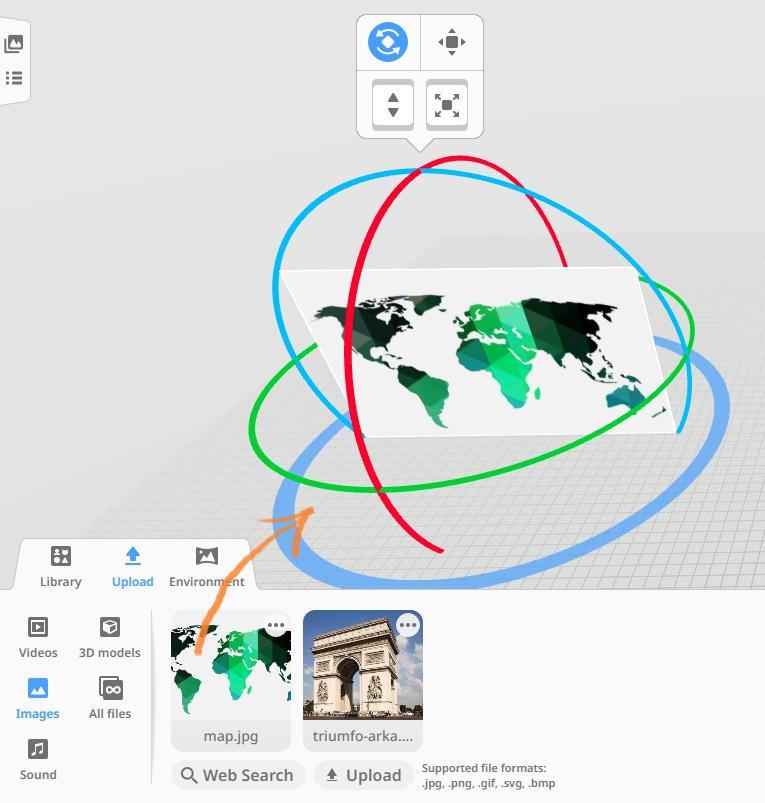 Library
Upload
Environment
Videos
3D models
Images
All files
Sound
map.jpg
triumfo-arka....
Web Search
Upload
Supported file formats:
.jpg, .png, .gif, .svg, .bmp